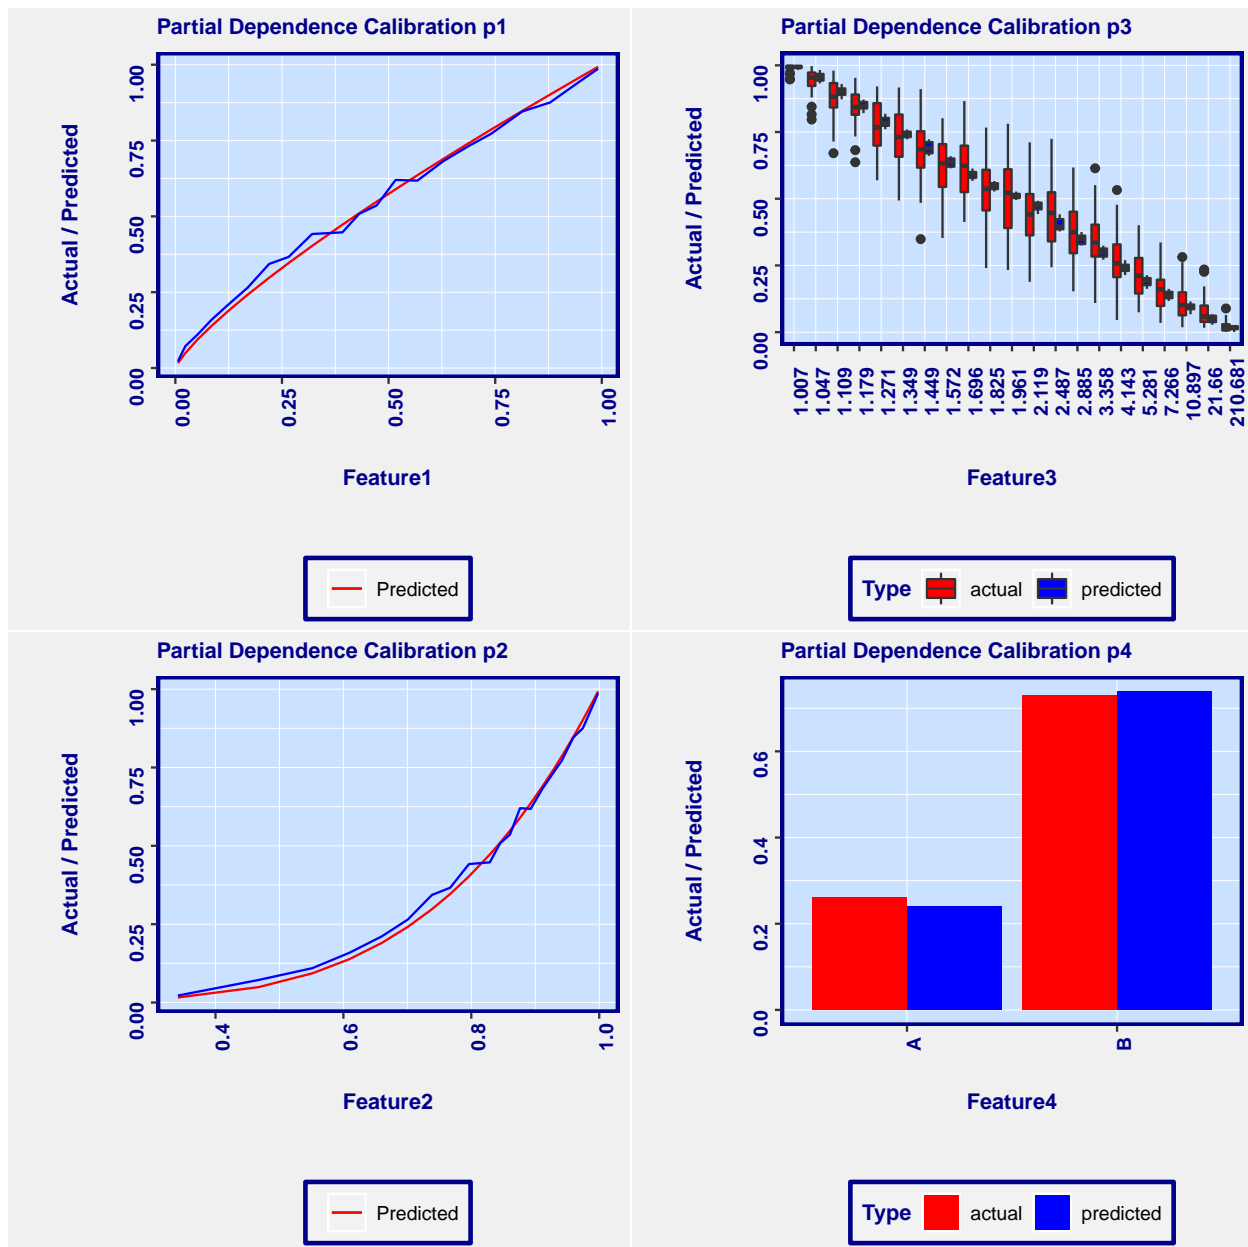 Partial Dependence Calibration p1
Actual / Predicted
1.00
0.75
0.50
0.25
0.00
0.00
0.25
0.50
0.75
1.00
Feature1
Predicted
Partial Dependence Calibration p3
Actual / Predicted
1.00
0.75
0.50
0.25
0.00
1.007
1.047
1.109
1.179
1.271
1.349
1.449
1.572
1.696
1.825
1.961
2.119
2.487
2.885
3.358
4.143
5.281
7.266
10.897
21.66
210.681
Feature3
Type actual predicted
Partial Dependence Calibration p2
Actual / Predicted
1.00
0.75
0.50
0.25
0.00
0.4
0.6
0.8
1.0
Feature2
Predicted
Partial Dependence Calibration p4
Actual / Predicted
0.6
0.4
0.2
0.0
A
B
Feature4
Type actual predicted